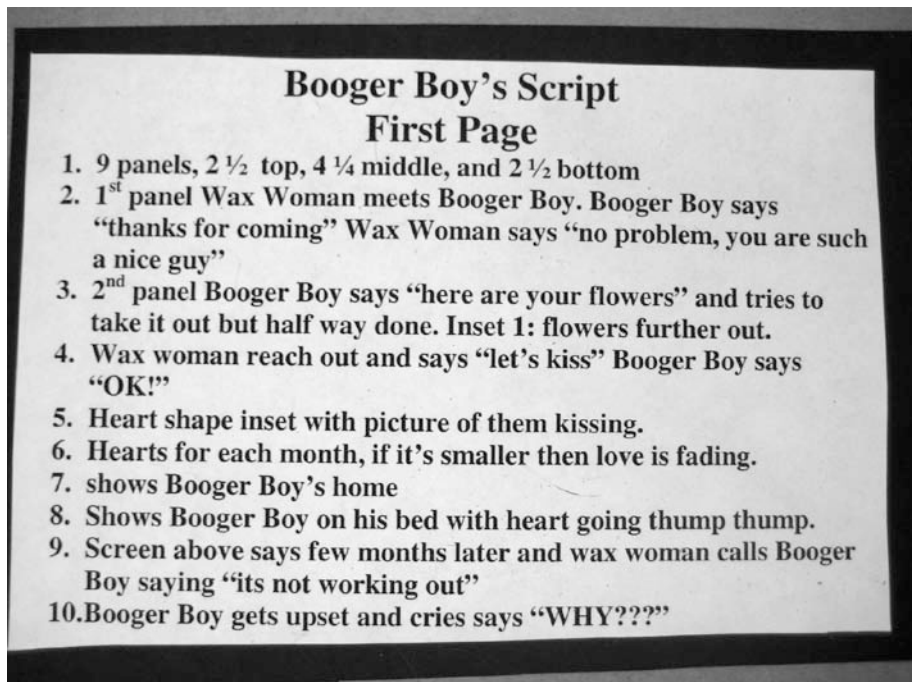 Booger Boy’s Script
First Page
1. 9 panels, 2 ½ top, 4 ¼ middle, and 2 ½ bottom
2. 1st panel Wax Woman meets Booger Boy. Booger Boy says
“thanks for coming” Wax Woman says “no problem, you are such
a nice guy”
3. 2nd panel Booger Boy says “here are your flowers” and tries to
take it out but half way done. Inset 1: flowers further out.
4. Wax woman reach out and says “let’s kiss” Booger Boy says
“OK!”
5. Heart shape inset with picture of them kissing.
6. Hearts for each month, if it’s smaller then love is fading.
7. shows Booger Boy’s home
8. Shows Booger Boy on his bed with heart going thump thump.
9. Screen above says few months later and wax woman calls Booger
Boy saying “its not working out”
10.Booger Boy gets upset and cries says “WHY???”